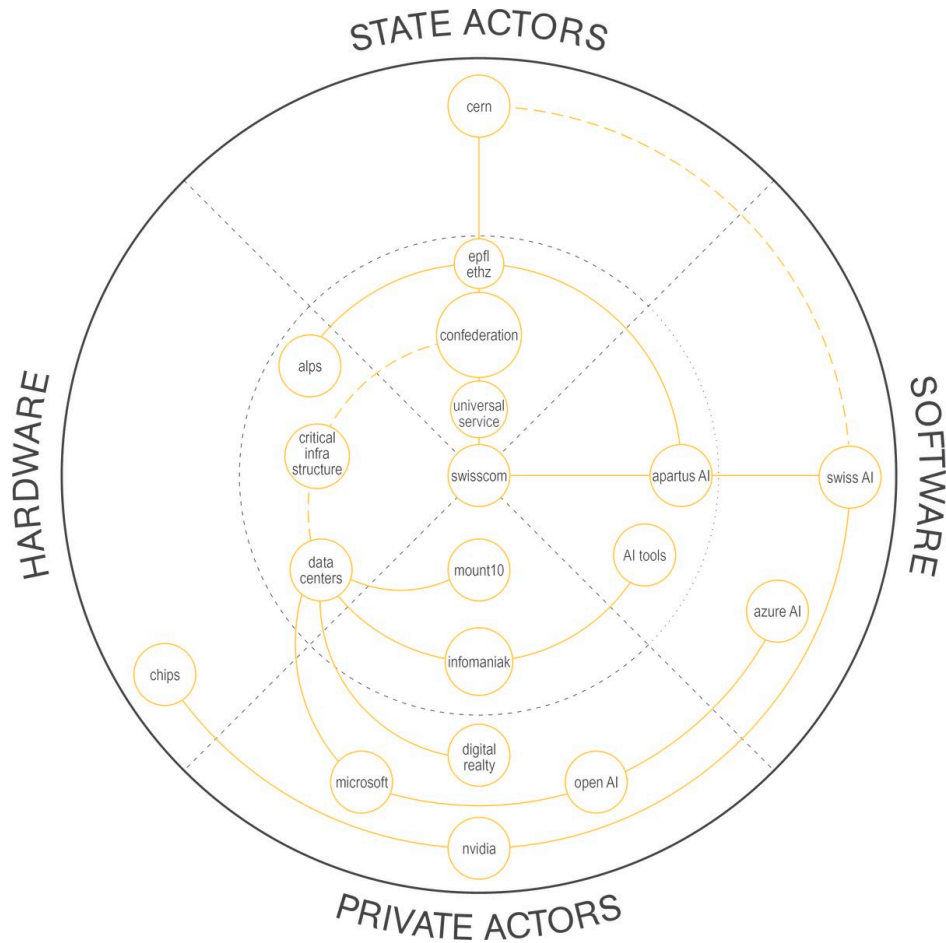 STATE ACTORS
cern
epfl
ethz
confederation
alps
universal
service
critical
infra
structure
HARDWARE
SOFTWARE
swisscom
apartus AI
swiss AI
data
centers
mount10
AI tools
azure AI
infomaniak
chips
digital
realty
microsoft
open AI
nvidia
PRIVATE ACTORS